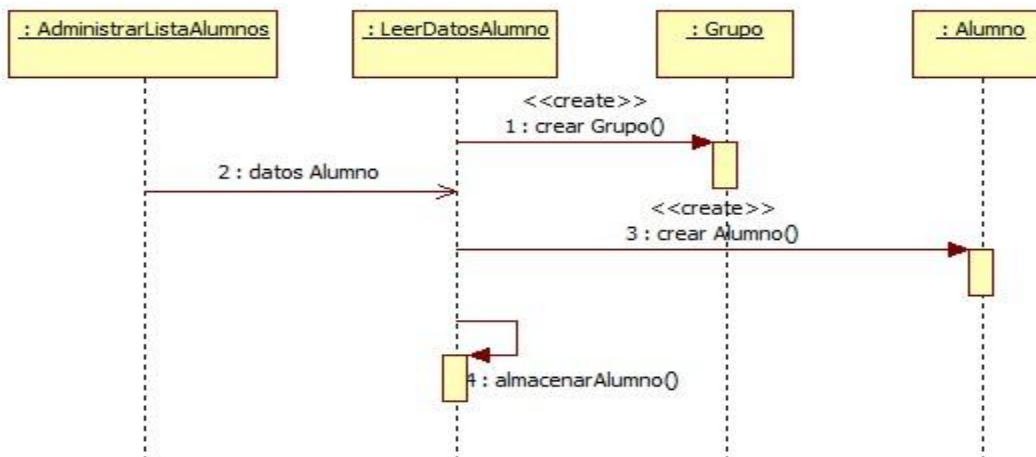 : AdministrarListaAlumnos
: LeerDatosAlumno
: Grupo
: Alumno
<<create>>
1 : crear Grupo()
2 : datos Alumno
<<create>>
3 : crear Alumno()
4 : almacenarAlumno()